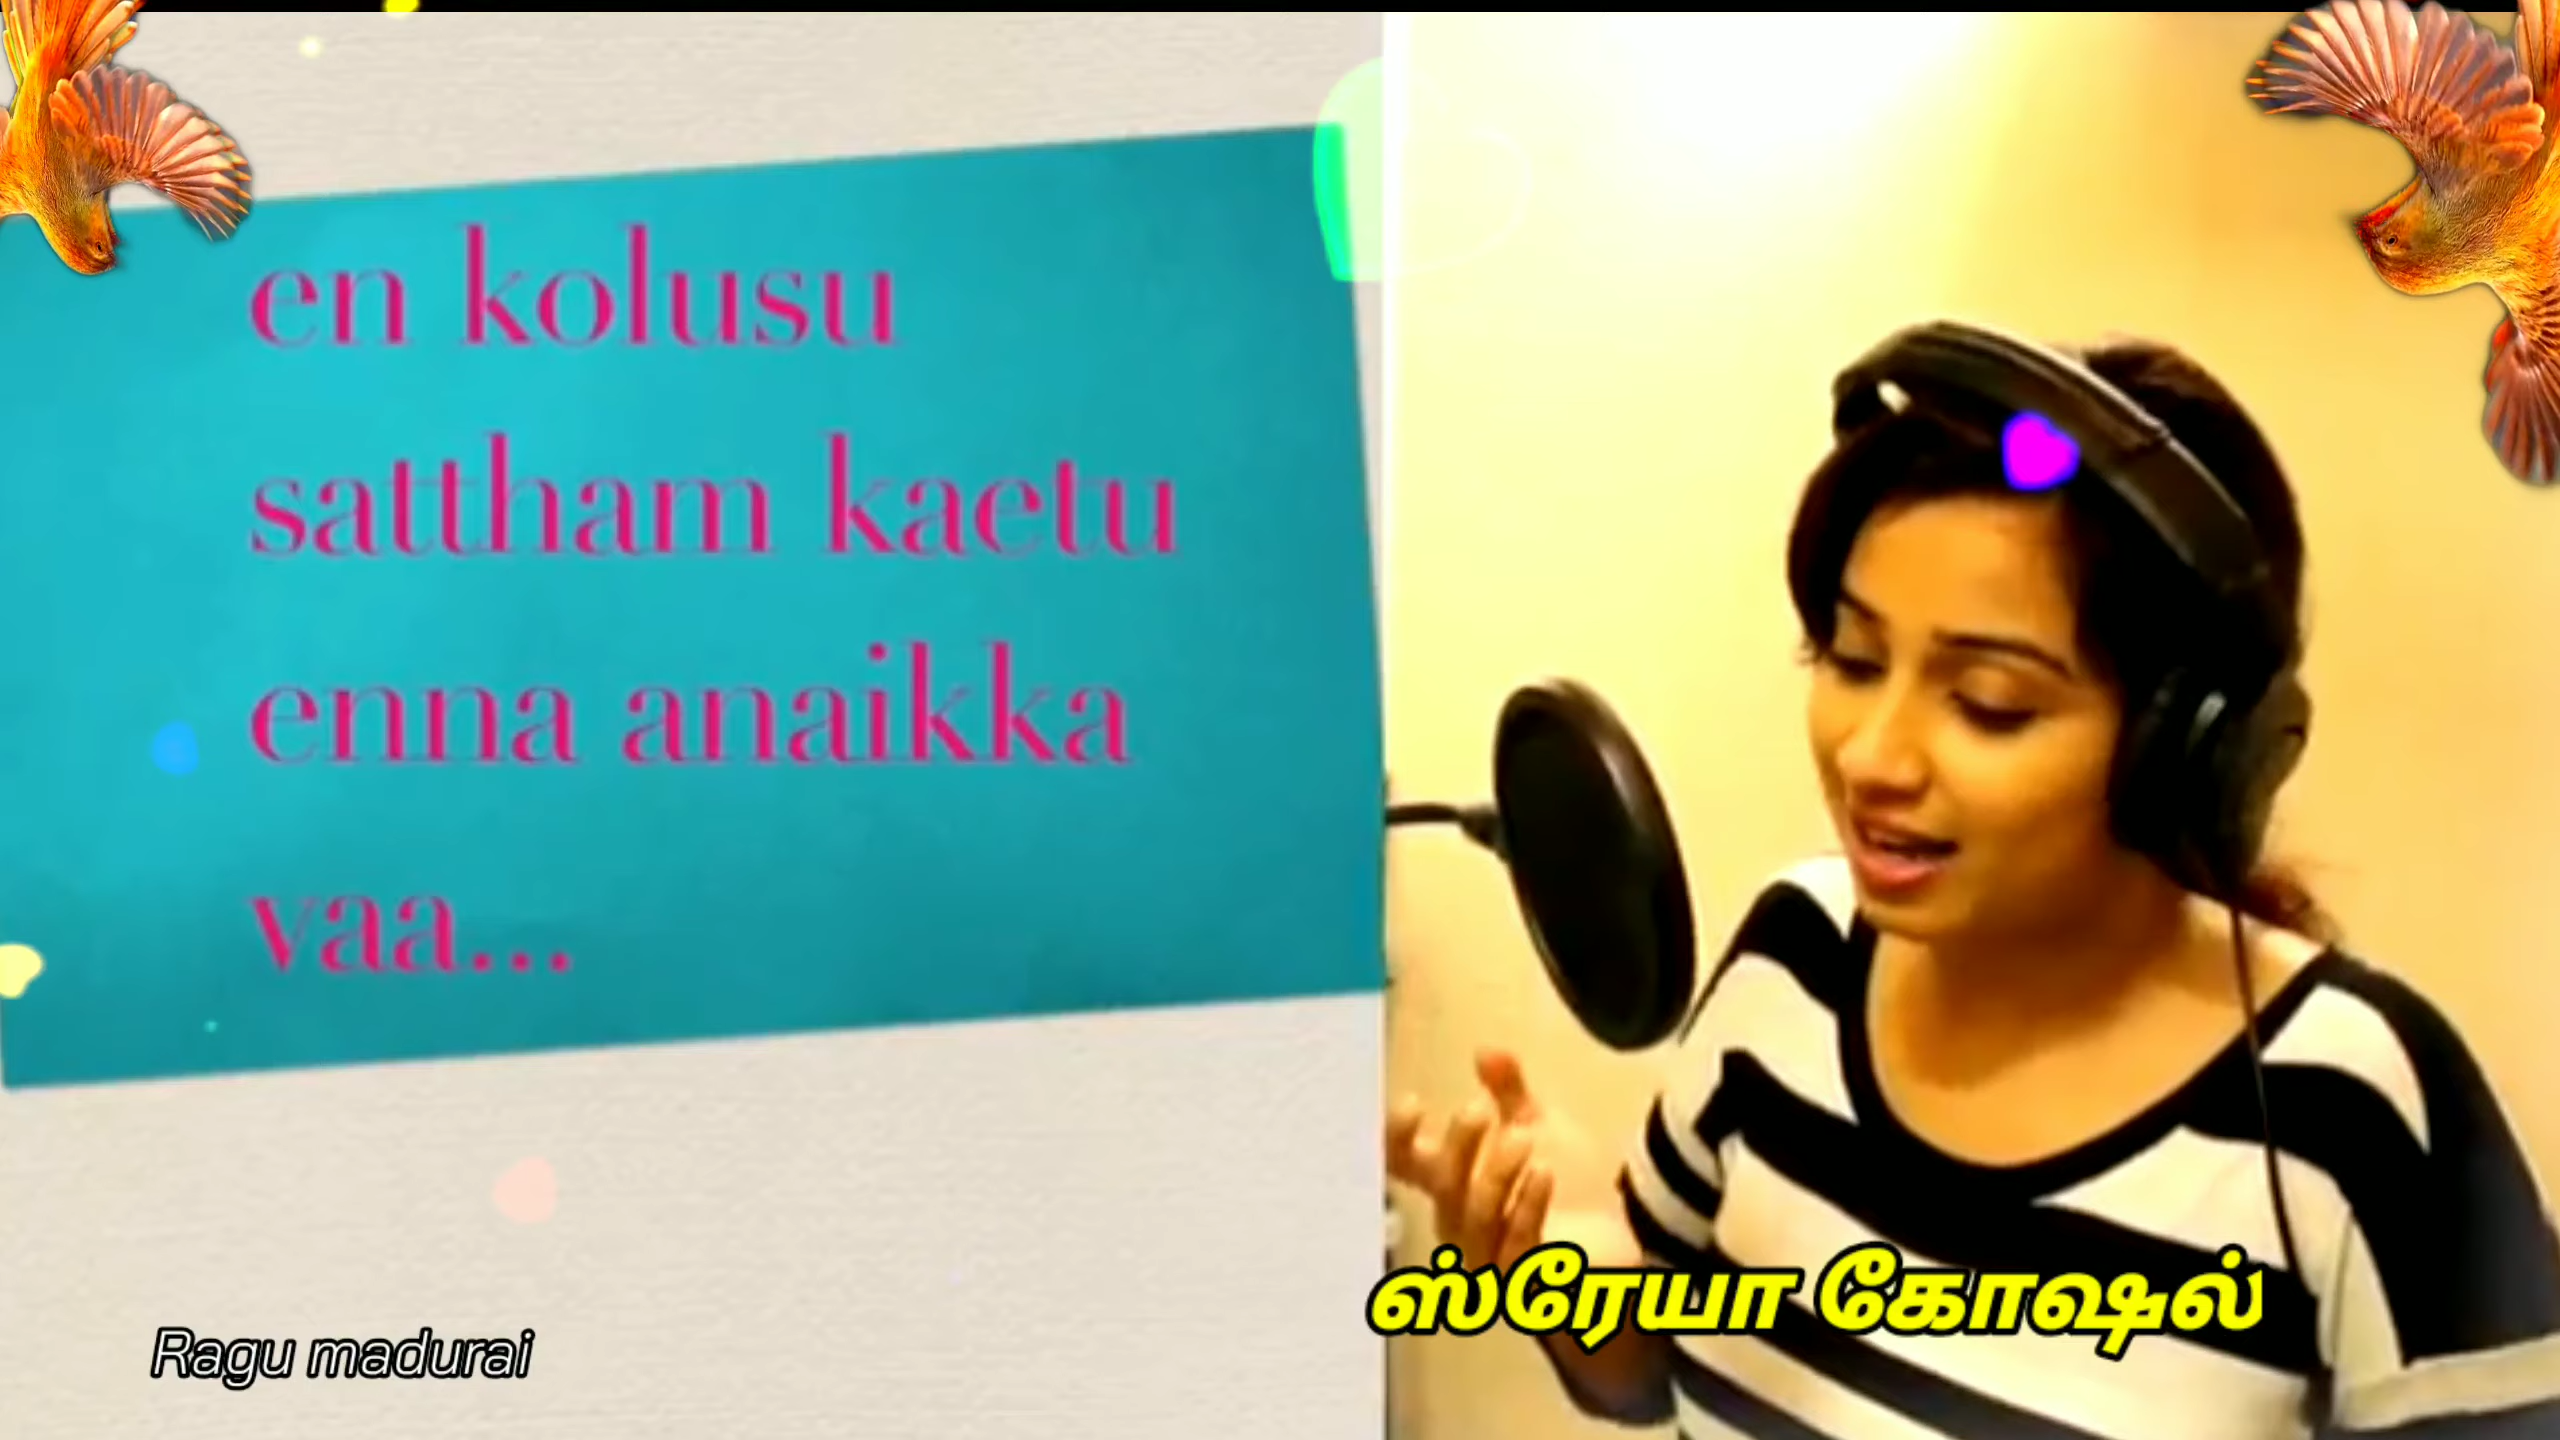 en kolusu
sattham kaetu
enna anaikka
vaa...
ஸ்ரேயா கோஷல்
Ragu madurai